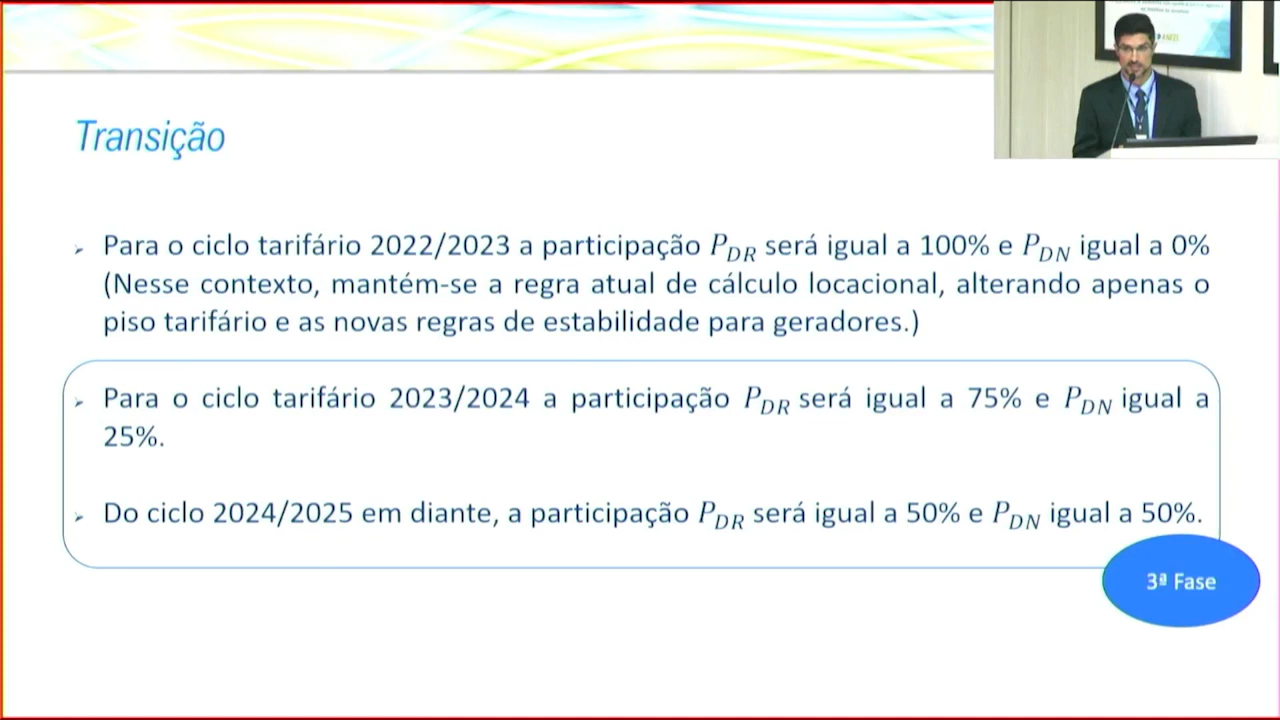 Transição
Para o ciclo tarifário 2022/2023 a participação P_DR será igual a 100% e P_DN igual a 0%
(Nesse contexto, mantém-se a regra atual de cálculo locacional, alterando apenas o
piso tarifário e as novas regras de estabilidade para geradores.)
Para o ciclo tarifário 2023/2024 a participação P_DR será igual a 75% e P_DN igual a
25%.
Do ciclo 2024/2025 em diante, a participação P_DR será igual a 50% e P_DN igual a 50%.
3ª Fase